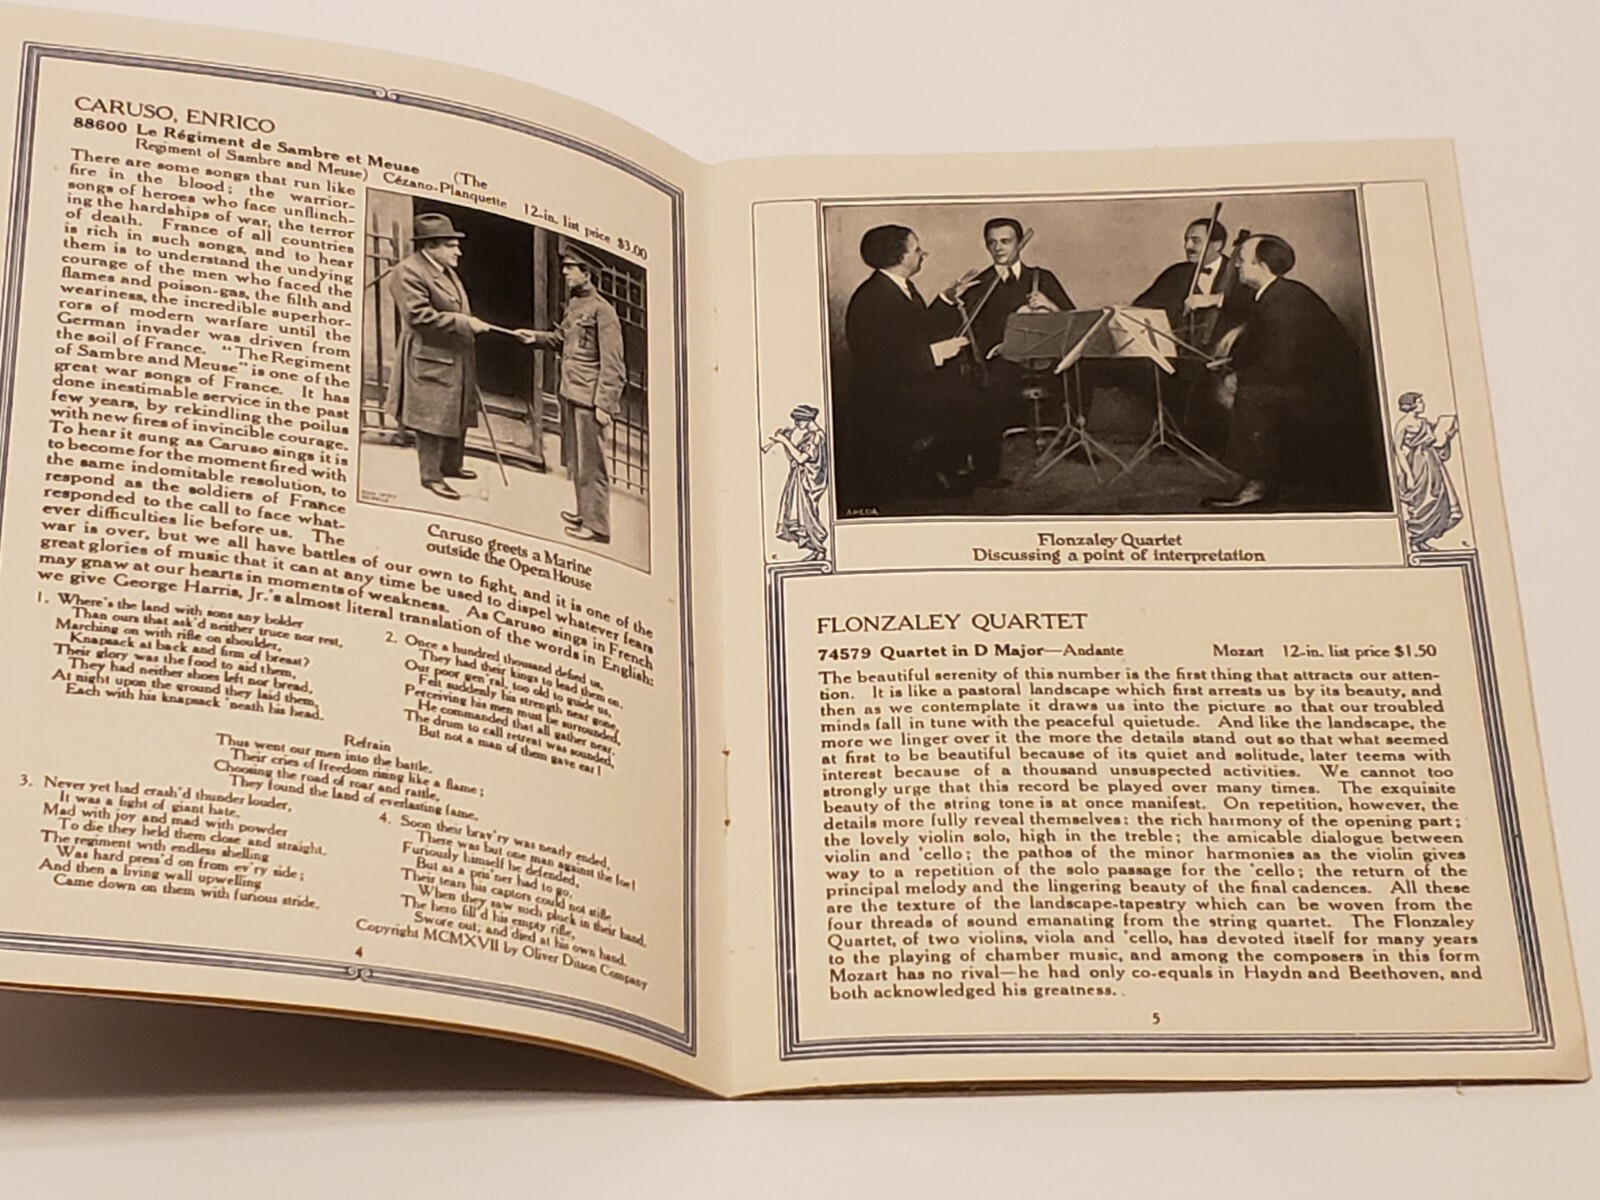 CARUSO, ENRICO
88600 Le Régiment de Sambre et Meuse (The
Regiment of Sambre and Meuse) Cézano-Planquette 12-in. list price $3.00
There are some songs that run like
fire in the blood; the warrior-
songs of heroes who face unflinch-
ing the hardships of war, the terror
of death. France of all countries
is rich in such songs, and to hear
them is to understand the undying
courage of the men who faced the
flames and poison-gas, the filth and
weariness, the incredible superhor-
rors of modern warfare until the
German invader was driven from
the soil of France. "The Regiment
of Sambre and Meuse" is one of the
great war songs of France. It has
done inestimable service in the past
few years, by rekindling the poilus
with new fires of invincible courage.
To hear it sung as Caruso sings it is
to become for the moment fired with
the same indomitable resolution, to
respond as the soldiers of France
responded to the call to face what-
ever difficulties lie before us. The
war is over, but we all have battles of our own to fight, and it is one of the
great glories of music that it can at any time be used to dispel whatever fears
may gnaw at our hearts in moments of weakness. As Caruso sings in French
we give George Harris, Jr.'s almost literal translation of the words in English:
Caruso greets a Marine
outside the Opera House
1. Where's the land with sons any bolder
Than ours that ask'd neither truce nor rest,
Marching on with rifle on shoulder,
Knapsack at back and firm of breast?
Their glory was the food to aid them,
They had neither shoes left nor bread,
At night upon the ground they laid them,
Each with his knapsack 'neath his head.
2. Once a hundred thousand defied us,
They had their kings to lead them on.
Our poor gen'ral, too old to guide us,
Felt suddenly his strength near gone,
Perceiving his men must be surrounded,
He commanded that all gather near.
The drum to call retreat was sounded,
But not a man of them gave ear!
Refrain
Thus went our men into the battle,
Their cries of freedom rising like a flame;
Choosing the road of roar and rattle,
They found the land of everlasting fame.
3. Never yet had crash'd thunder louder,
It was a fight of giant hate.
Mad with joy and mad with powder
To die they held them close and straight.
The regiment with endless shelling
Was hard press'd on from ev'ry side;
And then a living wall upwelling
Came down on them with furious stride.
4. Soon their brav'ry was nearly ended,
There was but one man against the foe!
Furiously himself he defended,
But as a pris'ner had to go.
Their tears his captors could not stifle
When they saw such pluck in their band,
The hero fill'd his empty rifle,
Swore out; and died at his own hand.
Copyright MCMXVII by Oliver Ditson Company
4
AMEDA
Flonzaley Quartet
Discussing a point of interpretation
FLONZALEY QUARTET
74579 Quartet in D Major—Andante Mozart 12-in. list price $1.50
The beautiful serenity of this number is the first thing that attracts our atten-
tion. It is like a pastoral landscape which first arrests us by its beauty, and
then as we contemplate it draws us into the picture so that our troubled
minds fall in tune with the peaceful quietude. And like the landscape, the
more we linger over it the more the details stand out so that what seemed
at first to be beautiful because of its quiet and solitude, later teems with
interest because of a thousand unsuspected activities. We cannot too
strongly urge that this record be played over many times. The exquisite
beauty of the string tone is at once manifest. On repetition, however, the
details more fully reveal themselves: the rich harmony of the opening part;
the lovely violin solo, high in the treble; the amicable dialogue between
violin and 'cello; the pathos of the minor harmonies as the violin gives
way to a repetition of the solo passage for the 'cello; the return of the
principal melody and the lingering beauty of the final cadences. All these
are the texture of the landscape-tapestry which can be woven from the
four threads of sound emanating from the string quartet. The Flonzaley
Quartet, of two violins, viola and 'cello, has devoted itself for many years
to the playing of chamber music, and among the composers in this form
Mozart has no rival—he had only co-equals in Haydn and Beethoven, and
both acknowledged his greatness.
5